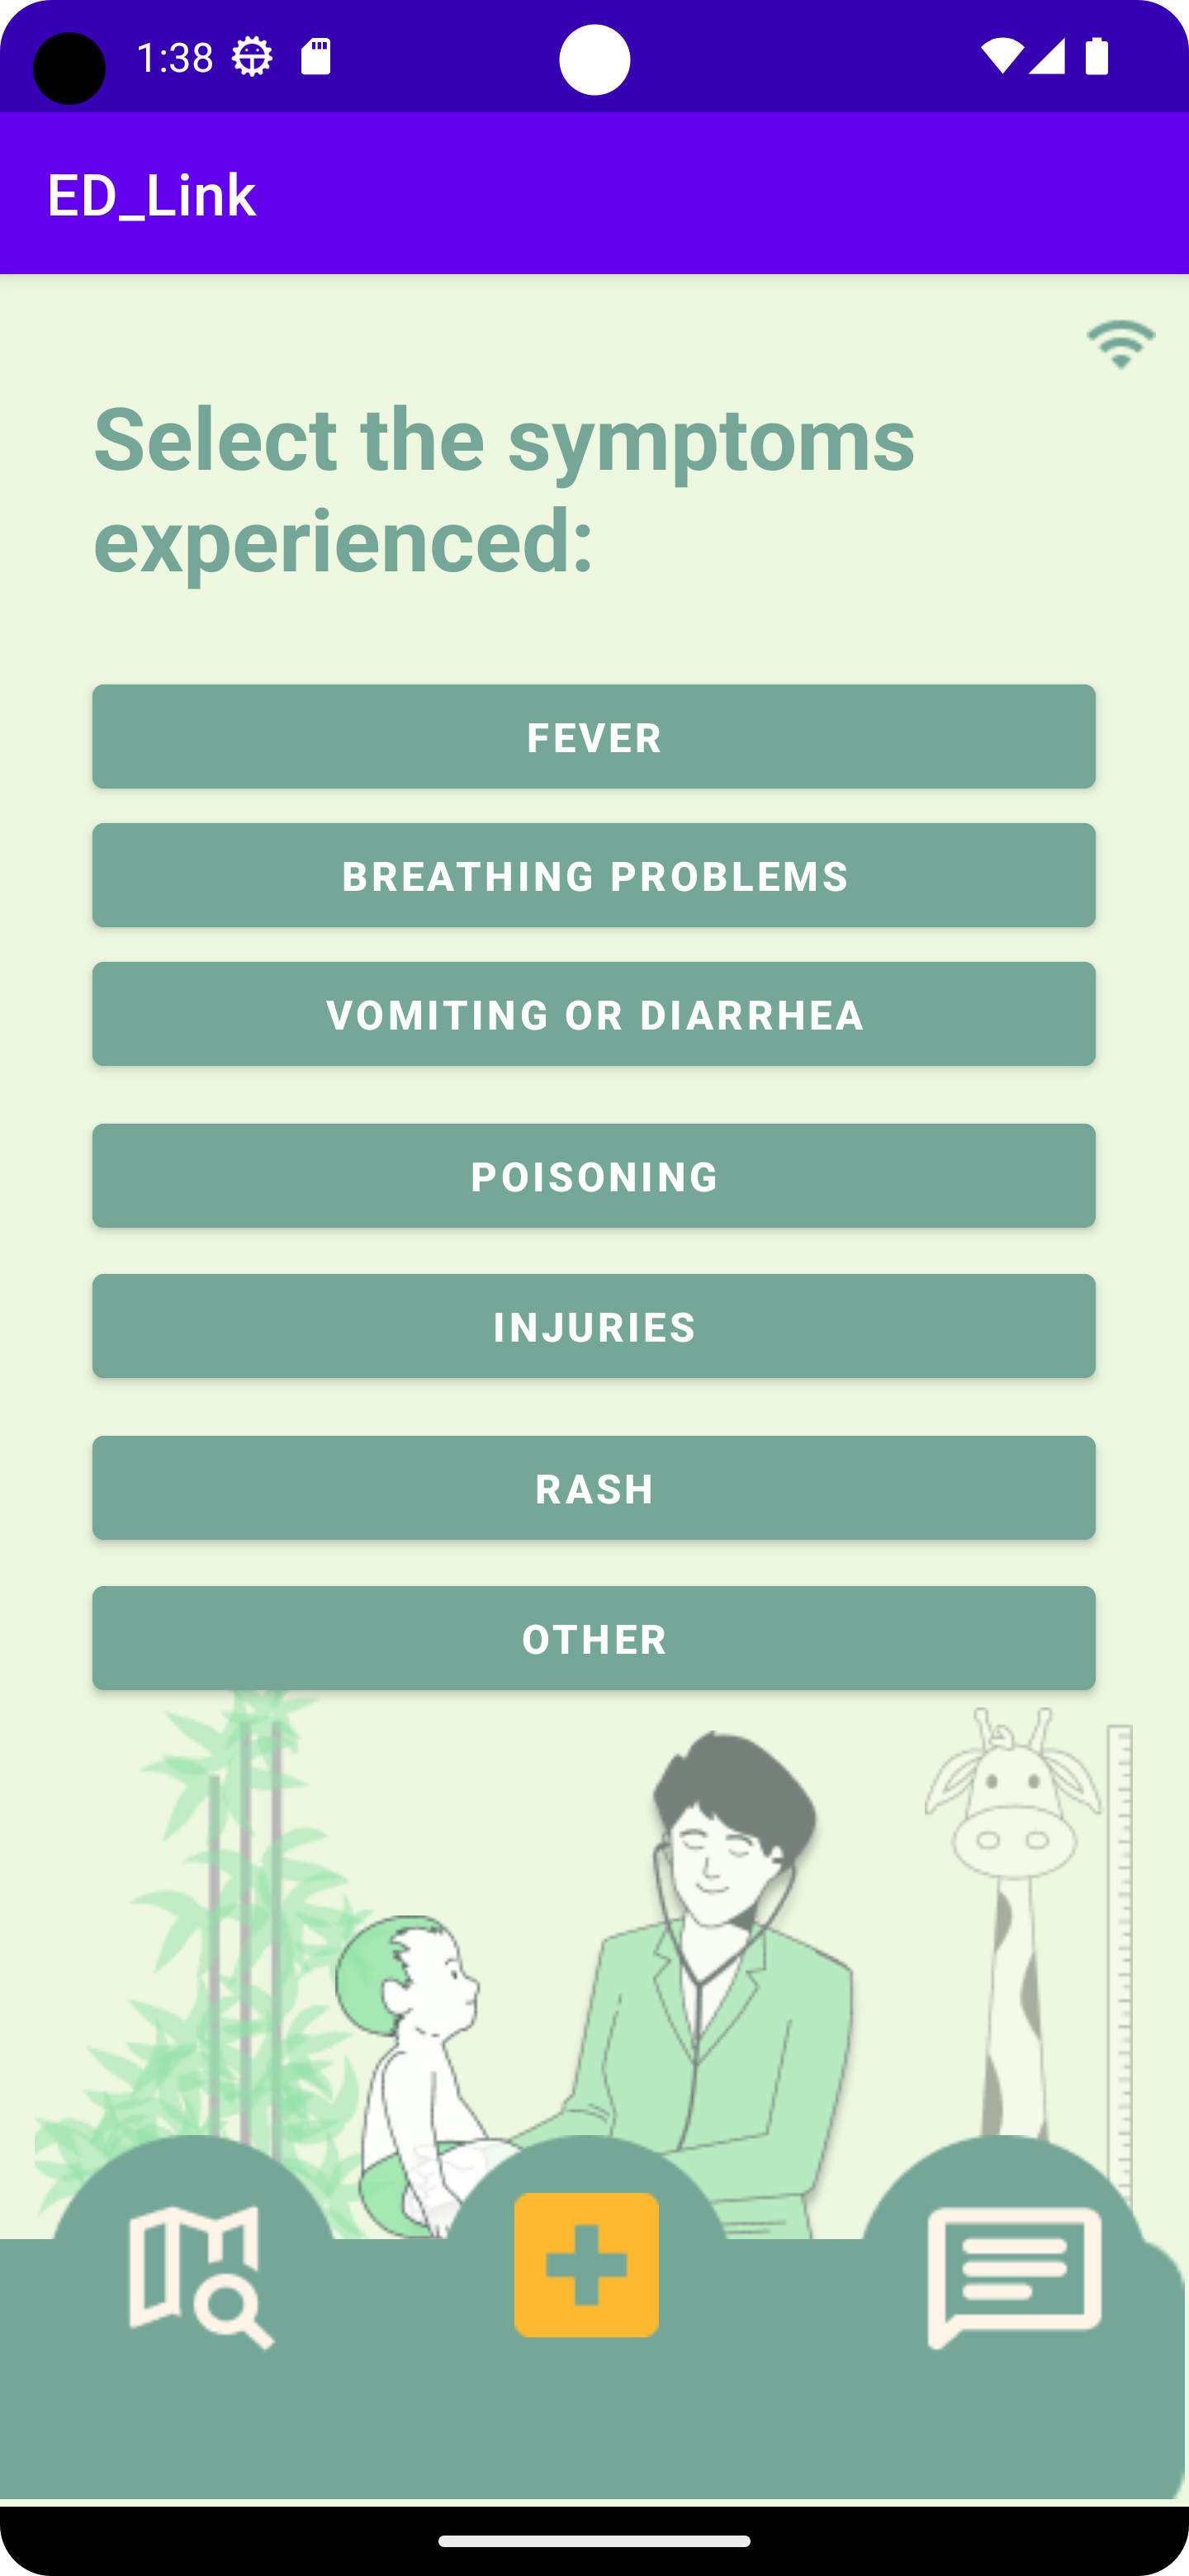 1:38
ED_Link
Select the symptoms
experienced:
FEVER
BREATHING PROBLEMS
VOMITING OR DIARRHEA
POISONING
INJURIES
RASH
OTHER